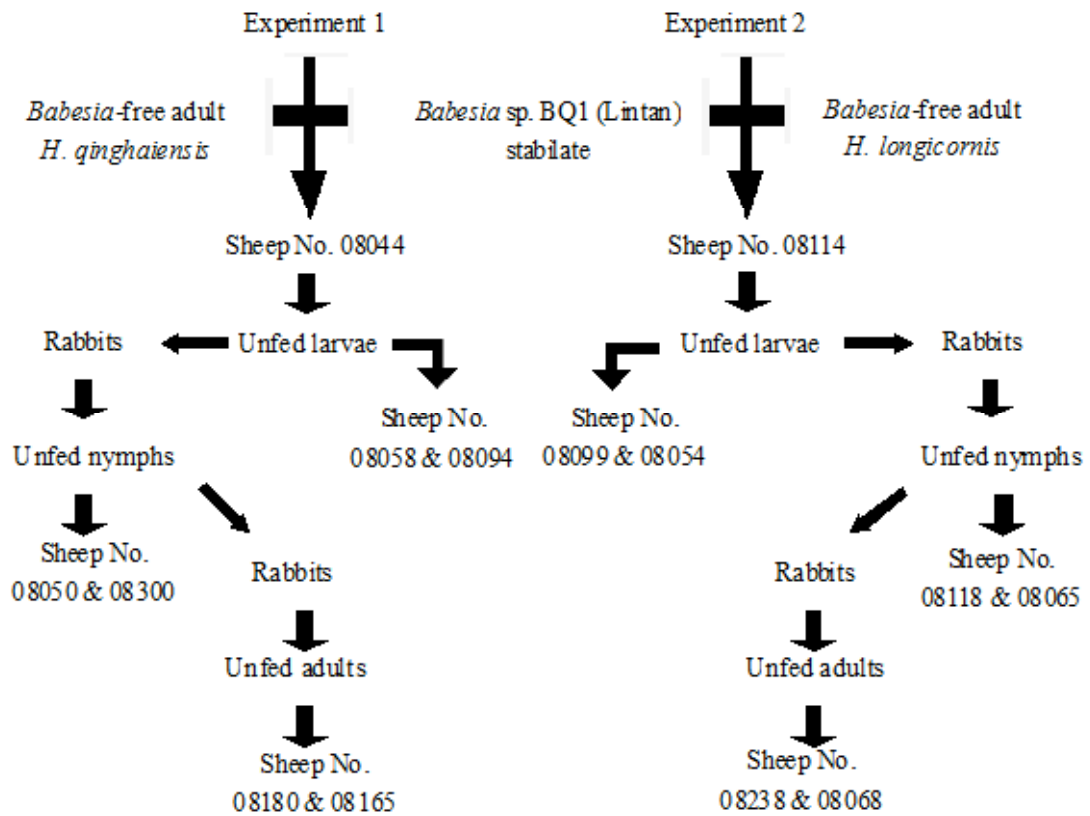 Experiment 1
Experiment 2
Babesia-free adult
H. qinghaiensis
Babesia sp. BQ1 (Lintan)
stabilate
Babesia-free adult
H. longicornis
Sheep No. 08044
Sheep No. 08114
Rabbits
Unfed larvae
Unfed larvae
Rabbits
Sheep No.
08058 & 08094
Sheep No.
08099 & 08054
Unfed nymphs
Unfed nymphs
Sheep No.
08050 & 08300
Rabbits
Rabbits
Sheep No.
08118 & 08065
Unfed adults
Unfed adults
Sheep No.
08180 & 08165
Sheep No.
08238 & 08068